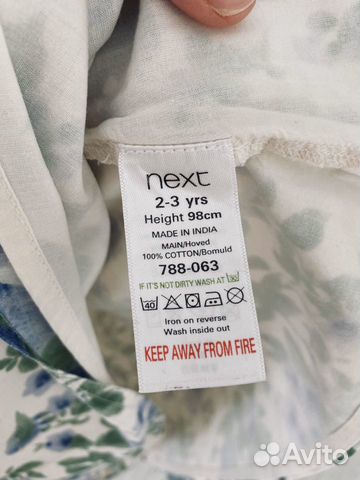 next
2-3 yrs
Height 98cm
MADE IN INDIA
MAIN/Hoved
100% COTTON/Bomuld
788-063
IF IT'S NOT DIRTY WASH AT
40
Iron on reverse
Wash inside out
KEEP AWAY FROM FIRE
Avito